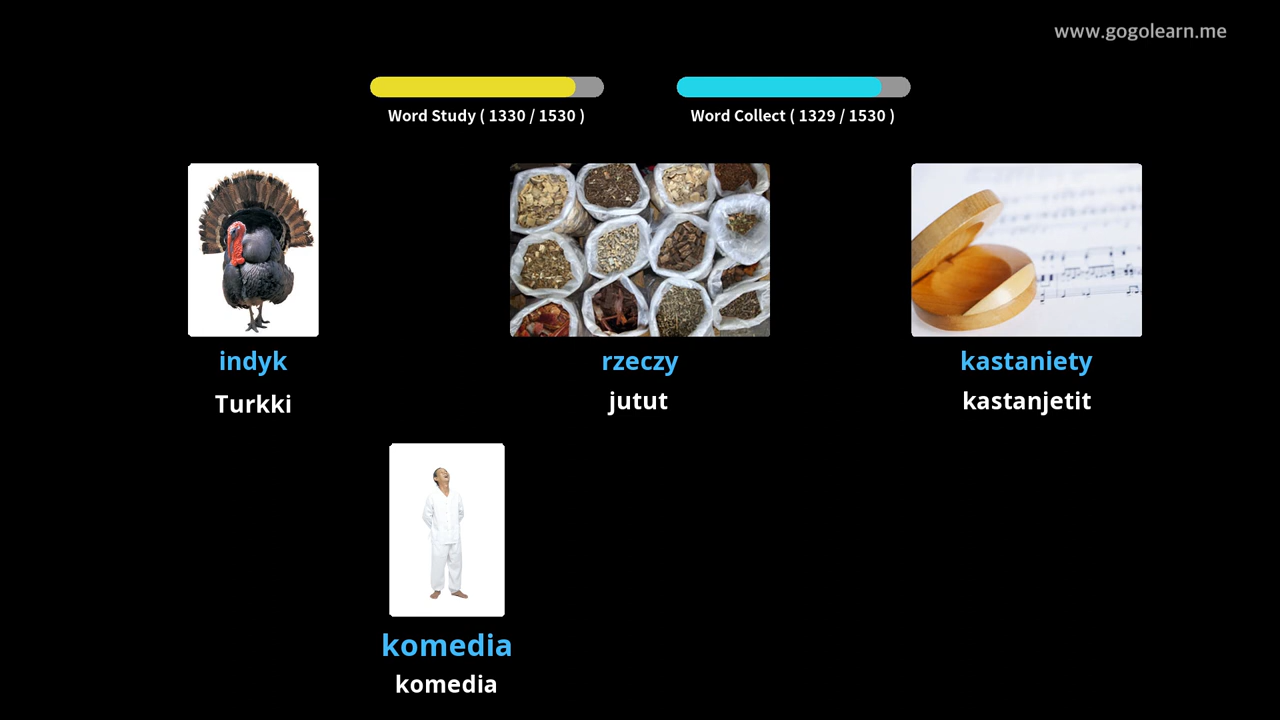 www.gogolearn.me
Word Study ( 1330 / 1530 )
Word Collect ( 1329 / 1530 )
indyk
Turkki
rzeczy
jutut
kastaniety
kastanjetit
komedia
komedia